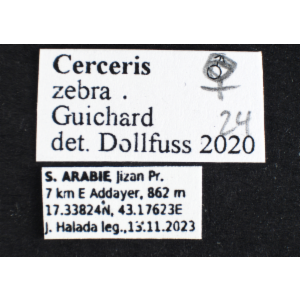 Cerceris
zebra .
Guichard
det. Dollfuss 2020
24
S. ARABIE, Jizan Pr.
7 km E Addayer, 862 m
17.33824N, 43.17623E
J. Halada leg.,13.11.2023